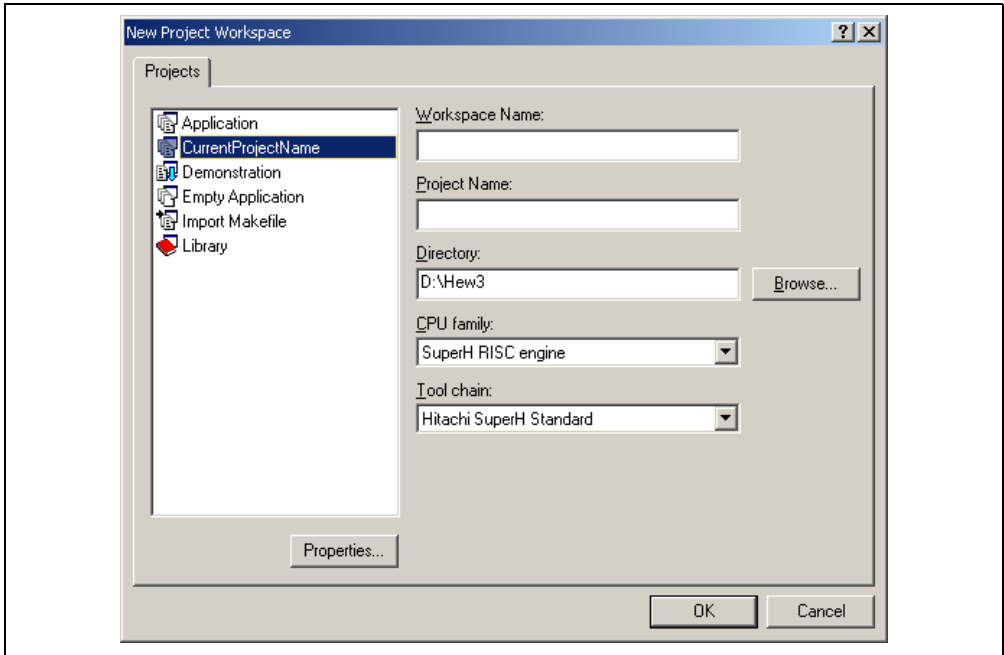 New Project Workspace
Projects
Application
CurrentProjectName
Demonstration
Empty Application
Import Makefile
Library
Properties...
Workspace Name:
Project Name:
Directory:
D:\Hew3
Browse...
CPU family:
SuperH RISC engine
Tool chain:
Hitachi SuperH Standard
OK
Cancel